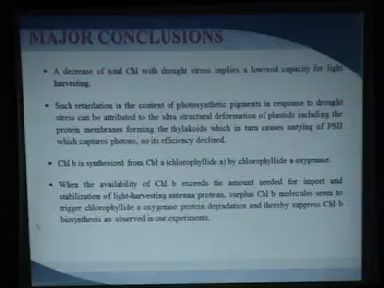 MAJOR CONCLUSIONS
• A decrease of total Chl with drought stress implies a lowered capacity for light
harvesting.
• Such retardation is the content of photosynthetic pigments in response to drought
stress can be attributed to the ultra structural deformation of plastids including the
protein membranes forming the thylakoids which in turn causes untying of PSII
which captures photons, so its efficiency declined.
• Chl b is synthesized from Chl a (chlorophyllide a) by chlorophyllide a oxygenase.
• When the availability of Chl b exceeds the amount needed for import and
stabilization of light-harvesting antenna proteins, surplus Chl b molecules seem to
trigger chlorophyllide a oxygenase protein degradation and thereby suppress Chl b
biosynthesis as observed in our experiments.